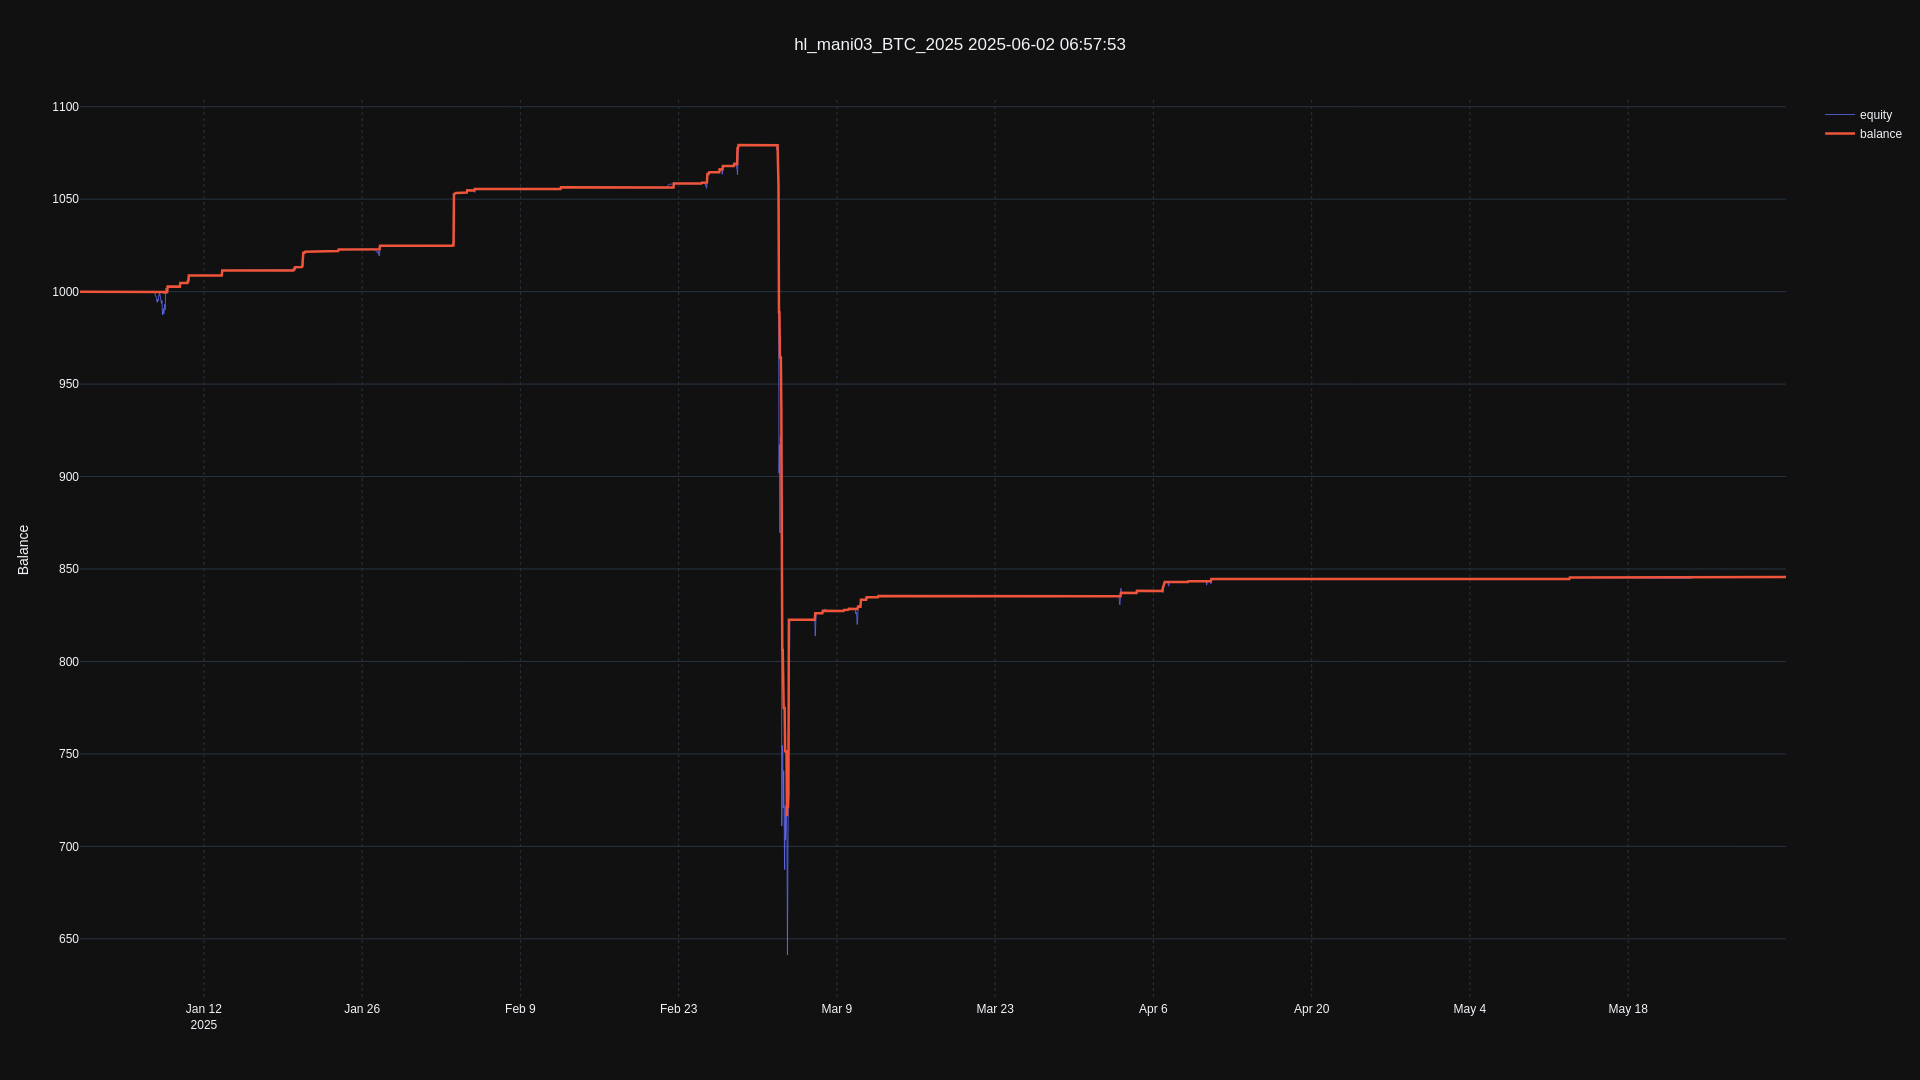 hl_mani03_BTC_2025 2025-06-02 06:57:53
equity
balance
1100
1050
1000
950
900
850
800
750
700
650
Balance
Jan 12
2025
Jan 26
Feb 9
Feb 23
Mar 9
Mar 23
Apr 6
Apr 20
May 4
May 18